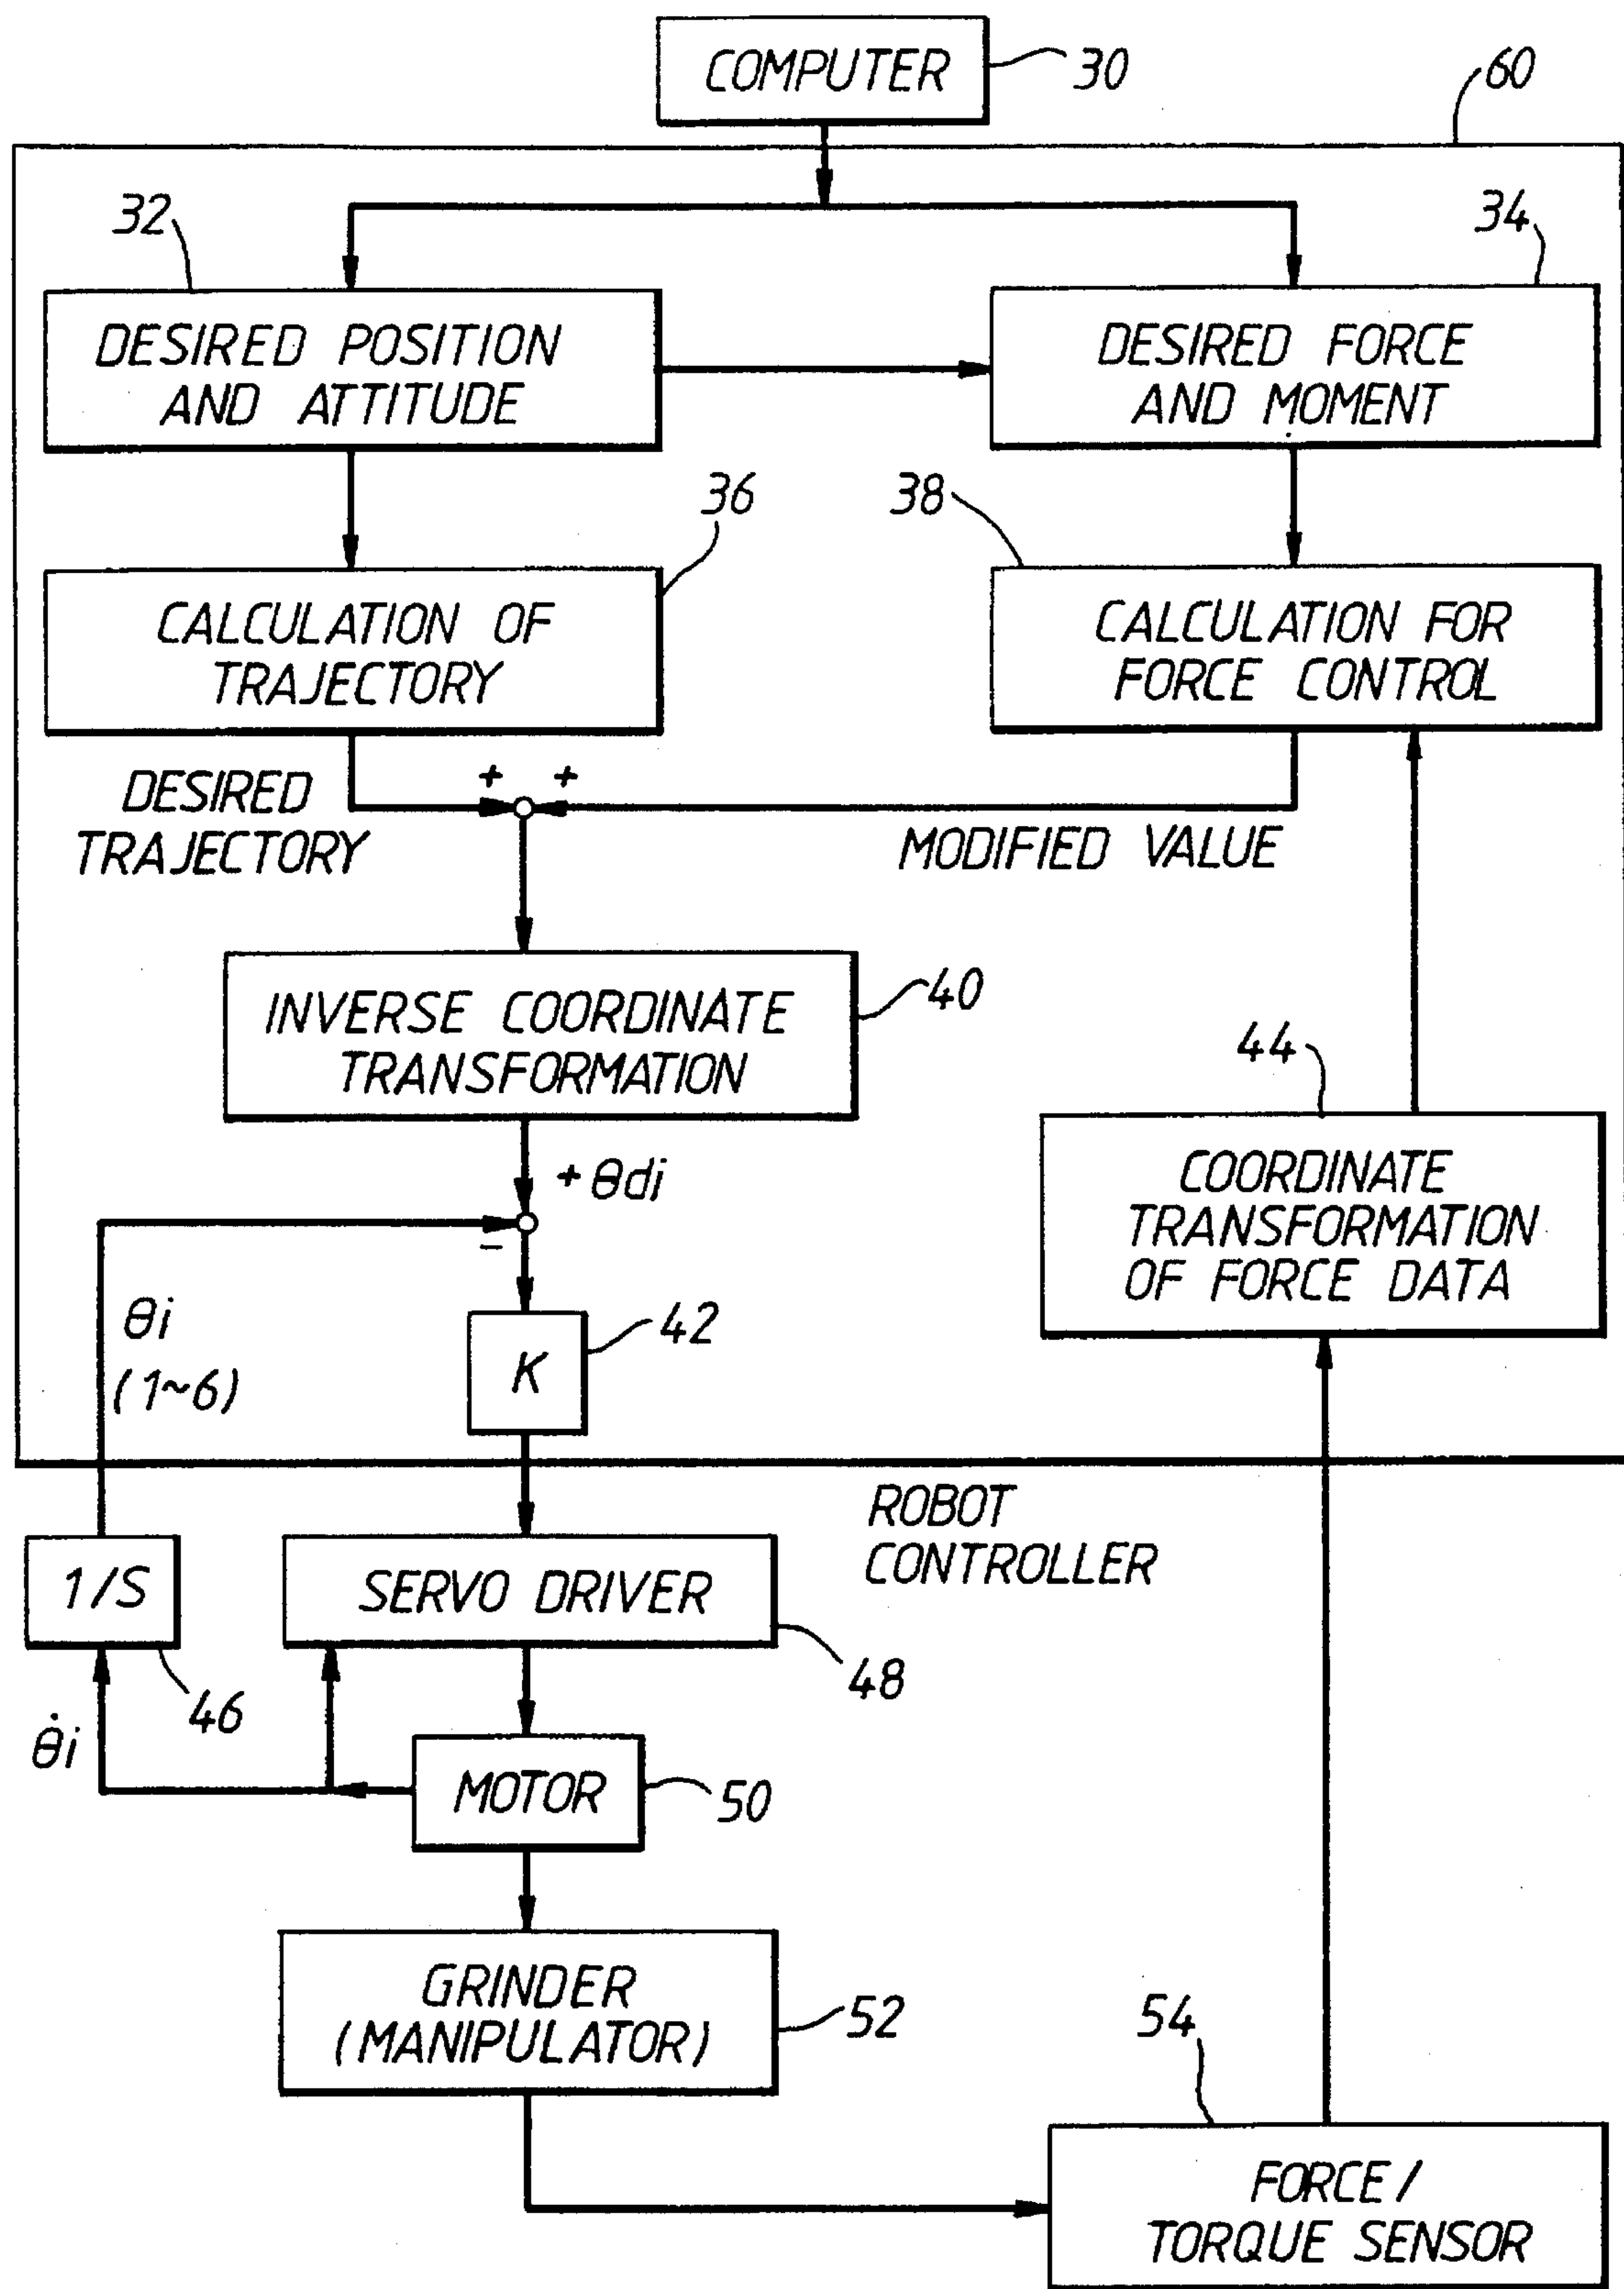 COMPUTER
30
60
32
34
DESIRED POSITION
AND ATTITUDE
DESIRED FORCE
AND MOMENT
36
38
CALCULATION OF
TRAJECTORY
CALCULATION FOR
FORCE CONTROL
+ +
DESIRED
TRAJECTORY
MODIFIED VALUE
INVERSE COORDINATE
TRANSFORMATION
40
44
+ θdi
−
COORDINATE
TRANSFORMATION
OF FORCE DATA
θi
(1~6)
K
42
ROBOT
CONTROLLER
1/S
SERVO DRIVER
48
46
θ̇i
MOTOR
50
GRINDER
(MANIPULATOR)
52
54
FORCE/
TORQUE SENSOR